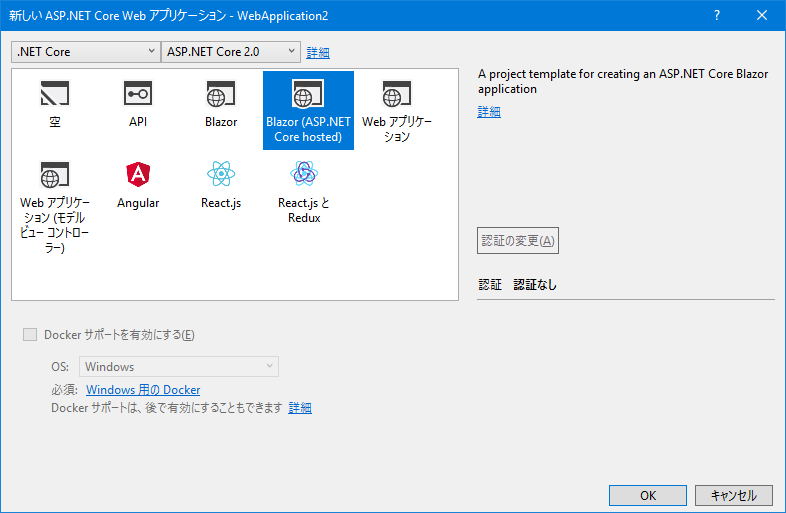 新しい ASP.NET Core Web アプリケーション - WebApplication2
?
.NET Core
ASP.NET Core 2.0
詳細
空
API
Blazor
Blazor (ASP.NET
Core hosted)
Web アプリケー
ション
Web アプリケー
ション (モデル
ビュー コントロー
ラー)
Angular
React.js
React.js と
Redux
A project template for creating an ASP.NET Core Blazor
application
詳細
認証の変更(A)
認証 認証なし
Docker サポートを有効にする(E)
OS: Windows
必須: Windows 用の Docker
Docker サポートは、後で有効にすることもできます 詳細
OK
キャンセル